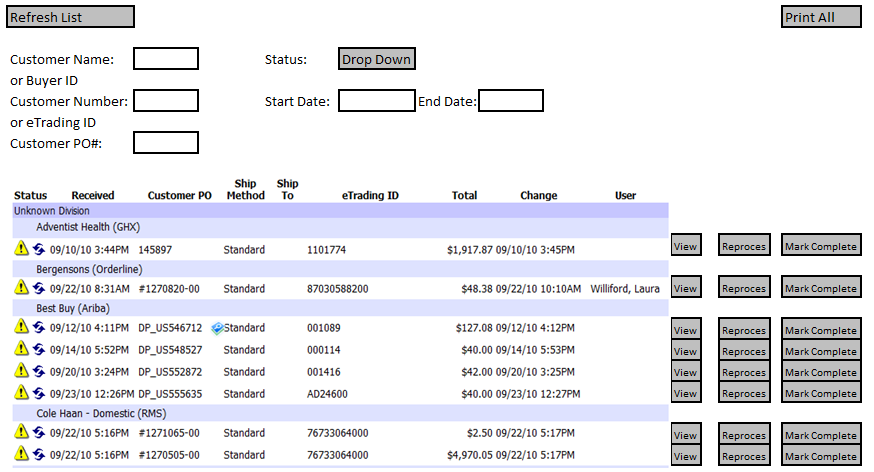 Refresh List Print All
Customer Name: Status: Drop Down
or Buyer ID
Customer Number: Start Date: End Date:
or eTrading ID
Customer PO#:
Ship Ship
Status Received Customer PO Method To eTrading ID Total Change User
Unknown Division
Adventist Health (GHX)
09/10/10 3:44PM 145897 Standard 1101774 $1,917.87 09/10/10 3:45PM View Reproces Mark Complete
Bergensons (Orderline)
09/22/10 8:31AM #1270820-00 Standard 87030588200 $48.38 09/22/10 10:10AM Williford, Laura View Reproces Mark Complete
Best Buy (Ariba)
09/12/10 4:11PM DP_US546712 Standard 001089 $127.08 09/12/10 4:12PM View Reproces Mark Complete
09/14/10 5:52PM DP_US548527 Standard 000114 $40.00 09/14/10 5:53PM View Reproces Mark Complete
09/20/10 3:24PM DP_US552872 Standard 001416 $42.00 09/20/10 3:25PM View Reproces Mark Complete
09/23/10 12:26PM DP_US555635 Standard AD24600 $40.00 09/23/10 12:27PM View Reproces Mark Complete
Cole Haan - Domestic (RMS)
09/22/10 5:16PM #1271065-00 Standard 76733064000 $2.50 09/22/10 5:17PM View Reproces Mark Complete
09/22/10 5:16PM #1270505-00 Standard 76733064000 $4,970.05 09/22/10 5:17PM View Reproces Mark Complete